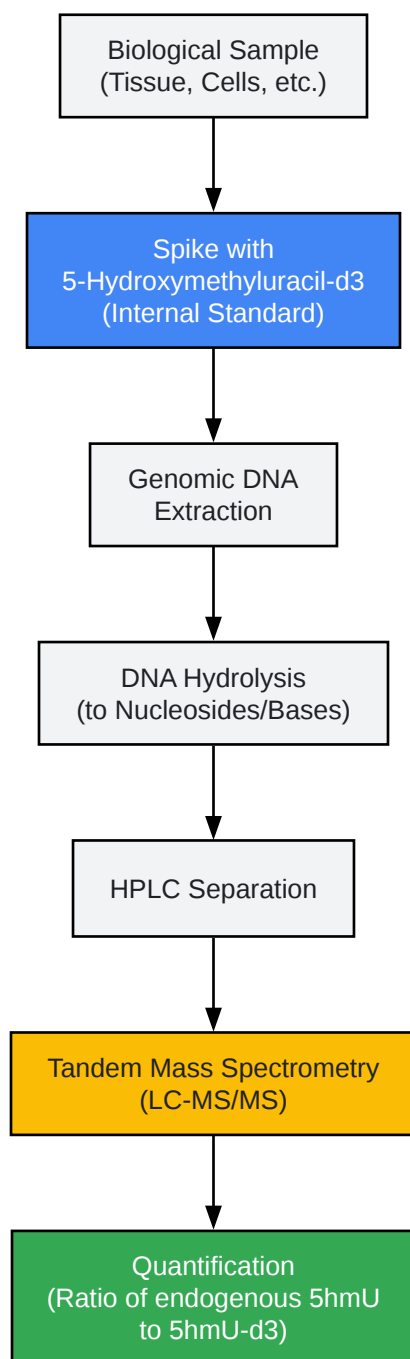 Biological Sample
(Tissue, Cells, etc.)
Spike with
5-Hydroxymethyluracil-d3
(Internal Standard)
Genomic DNA
Extraction
DNA Hydrolysis
(to Nucleosides/Bases)
HPLC Separation
Tandem Mass Spectrometry
(LC-MS/MS)
Quantification
(Ratio of endogenous 5hmU
to 5hmU-d3)